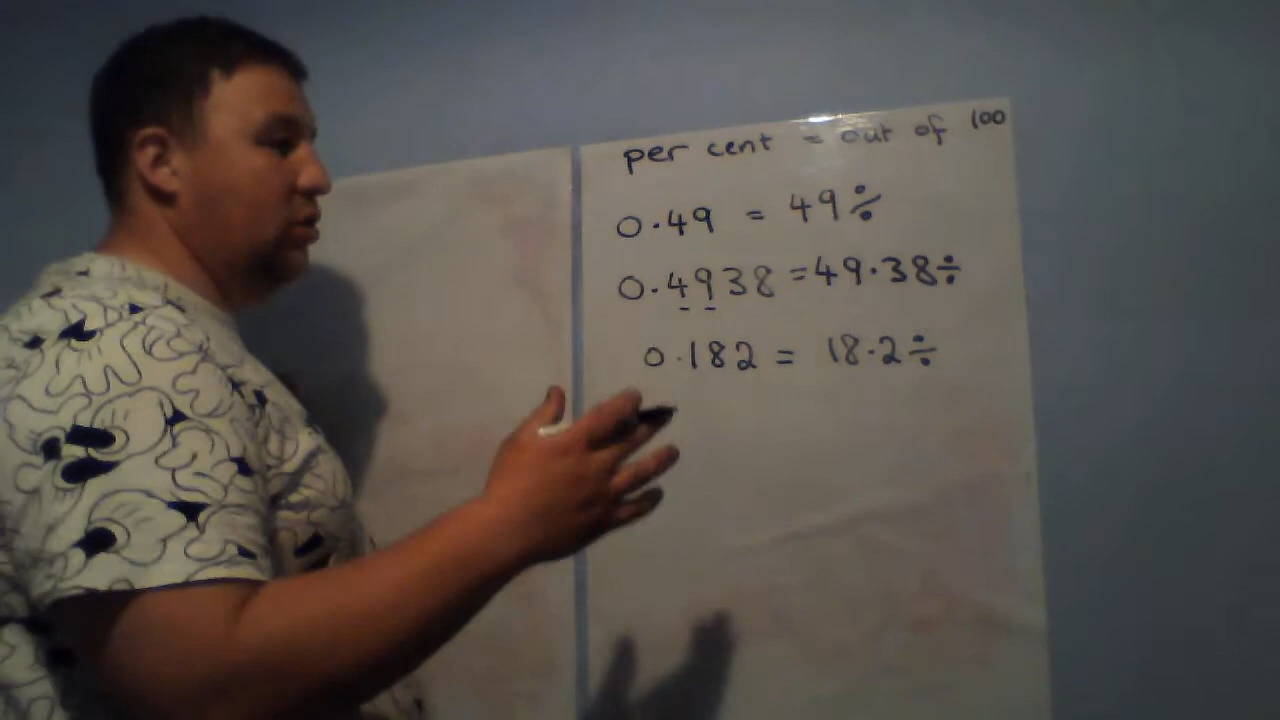 per cent = out of 100
0.49 = 49÷
0.4938 = 49.38÷
0.182 = 18.2÷